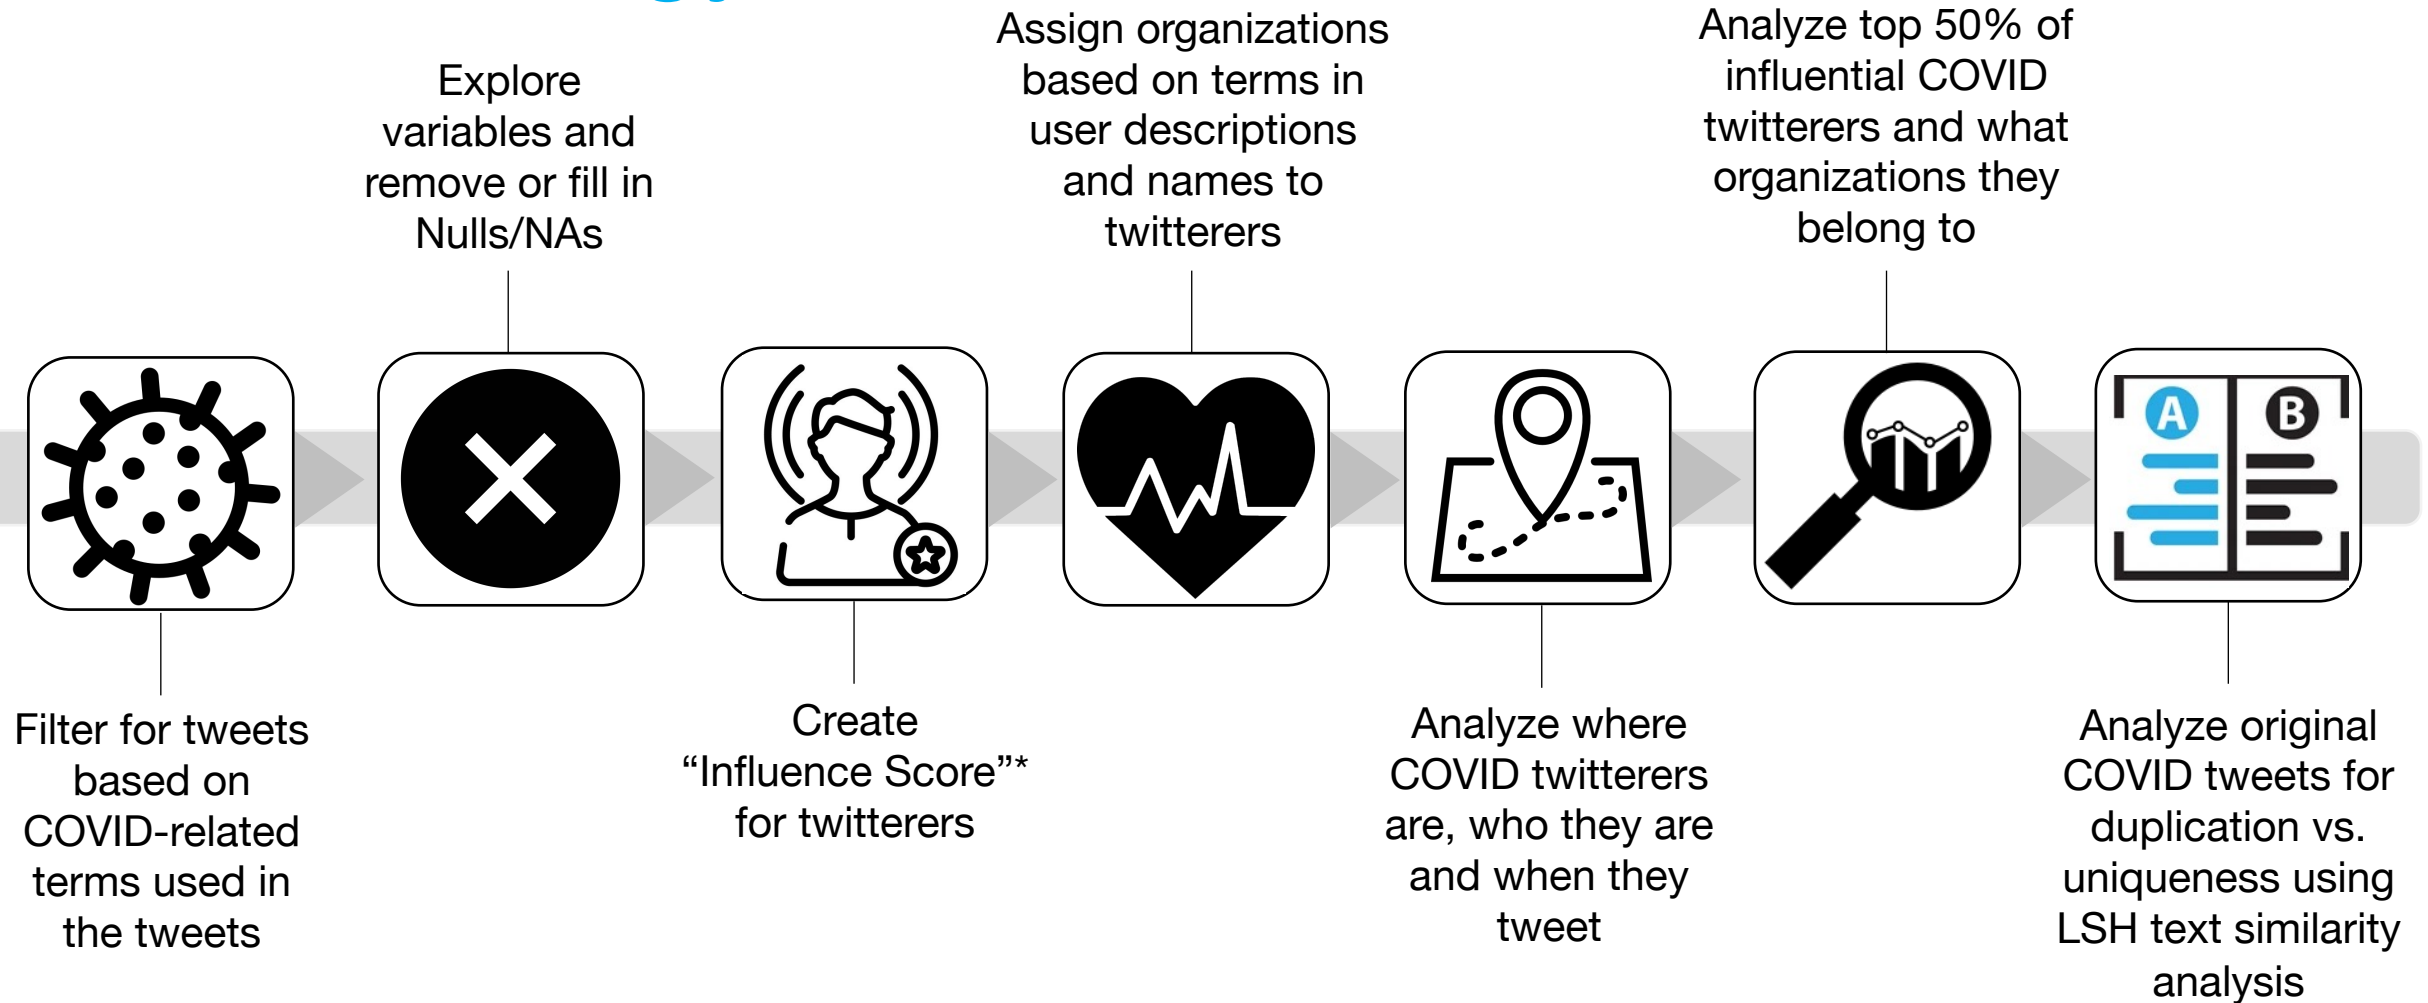 Filter for tweets
based on
COVID-related
terms used in
the tweets
Explore
variables and
remove or fill in
Nulls/NAs
Create
“Influence Score”*
for twitterers
Assign organizations
based on terms in
user descriptions
and names to
twitterers
Analyze where
COVID twitterers
are, who they are
and when they
tweet
Analyze top 50% of
influential COVID
twitterers and what
organizations they
belong to
A
B
Analyze original
COVID tweets for
duplication vs.
uniqueness using
LSH text similarity
analysis